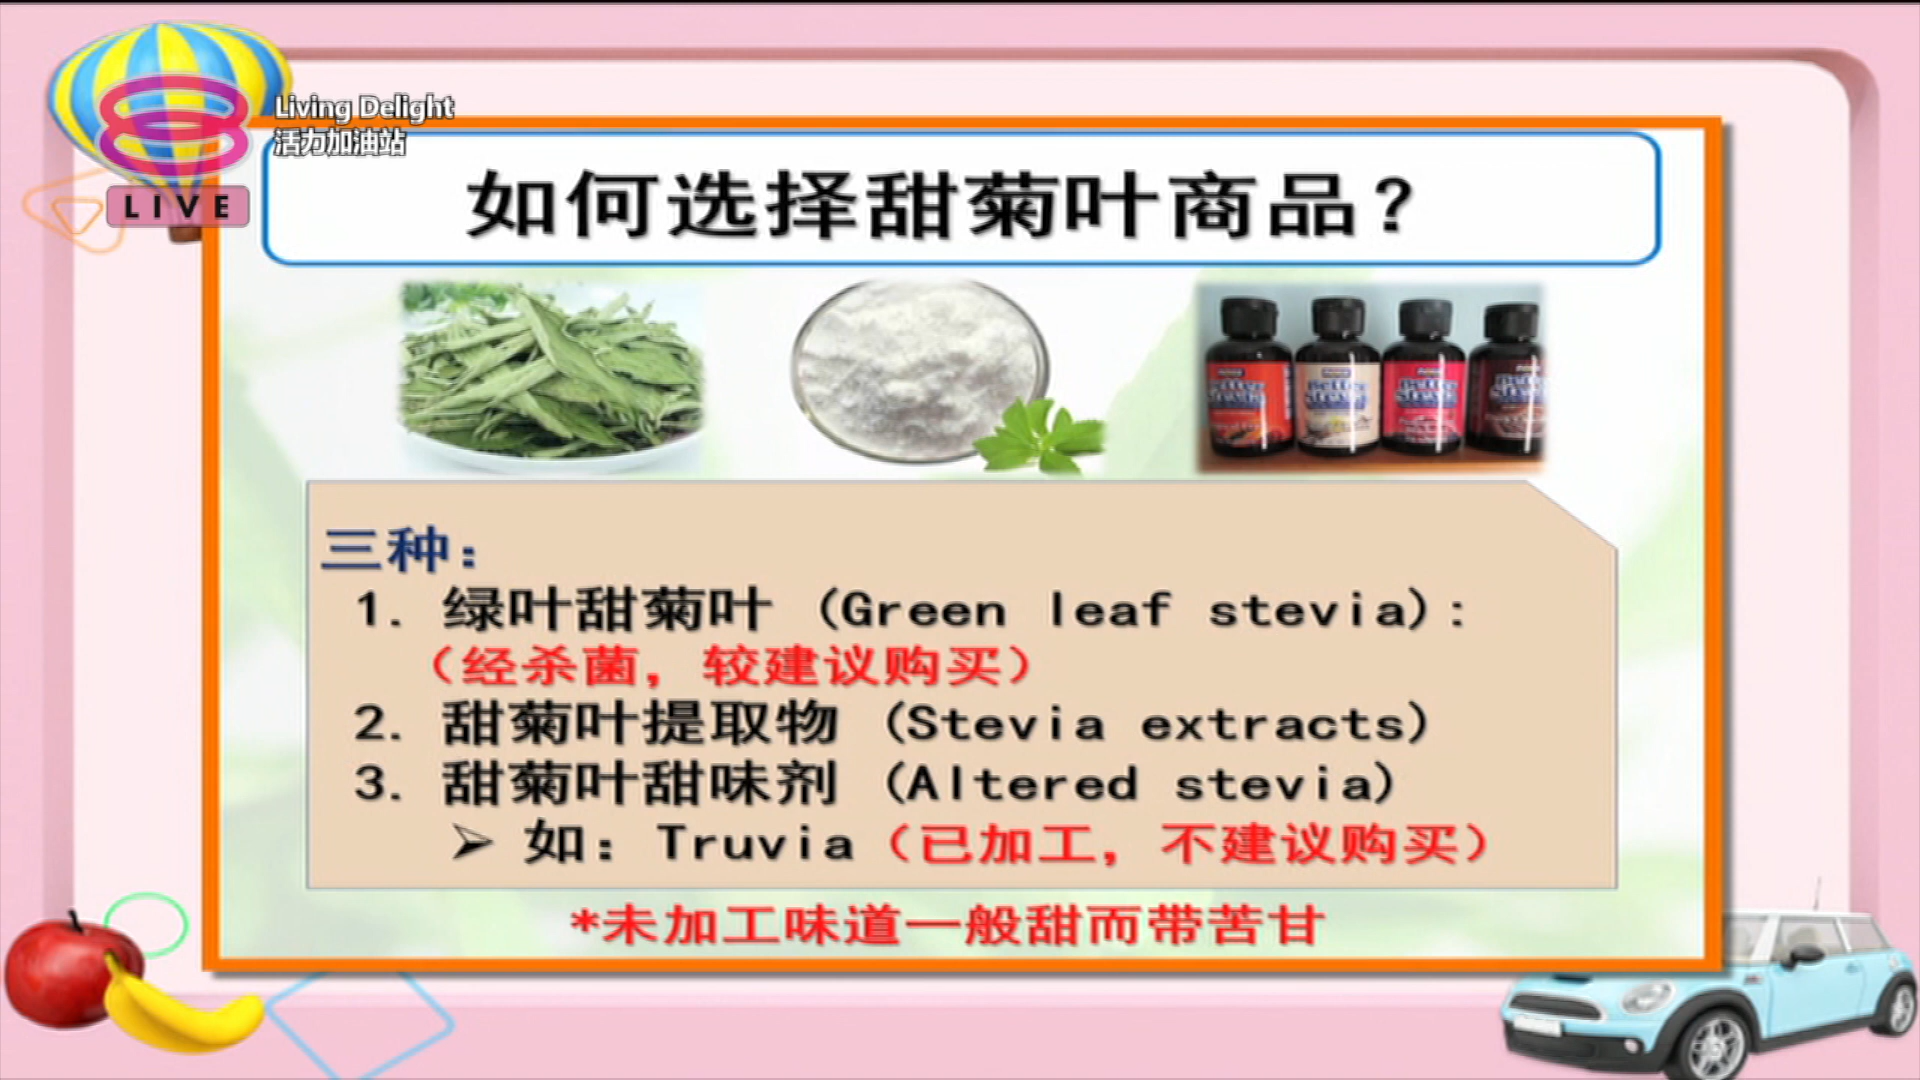 Living Delight
活力加油站
LIVE
如何选择甜菊叶商品？
三种：
1. 绿叶甜菊叶 (Green leaf stevia):
（经杀菌，较建议购买）
2. 甜菊叶提取物 (Stevia extracts)
3. 甜菊叶甜味剂 (Altered stevia)
➢ 如：Truvia（已加工，不建议购买）
*未加工味道一般甜而带苦甘